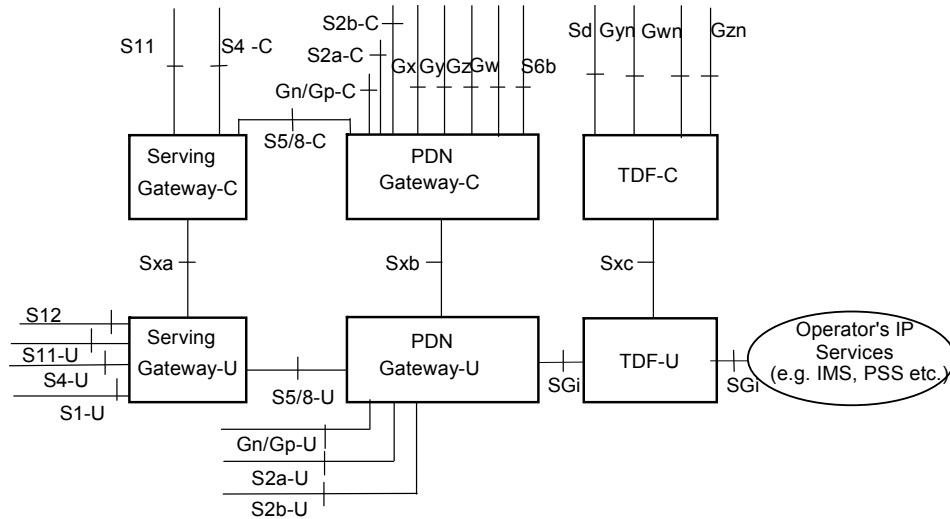 S2b-C
S11
S4 -C
S2a-C
Gx
Gy
Gz
Gw
S6b
Sd
Gyn
Gwn
Gzn
Gn/Gp-C
S5/8-C
Serving
Gateway-C
PDN
Gateway-C
TDF-C
Sxa
Sxb
Sxc
S12
S11-U
S4-U
S1-U
Serving
Gateway-U
S5/8-U
PDN
Gateway-U
SGi
TDF-U
SGi
Operator's IP
Services
(e.g. IMS, PSS etc.)
Gn/Gp-U
S2a-U
S2b-U